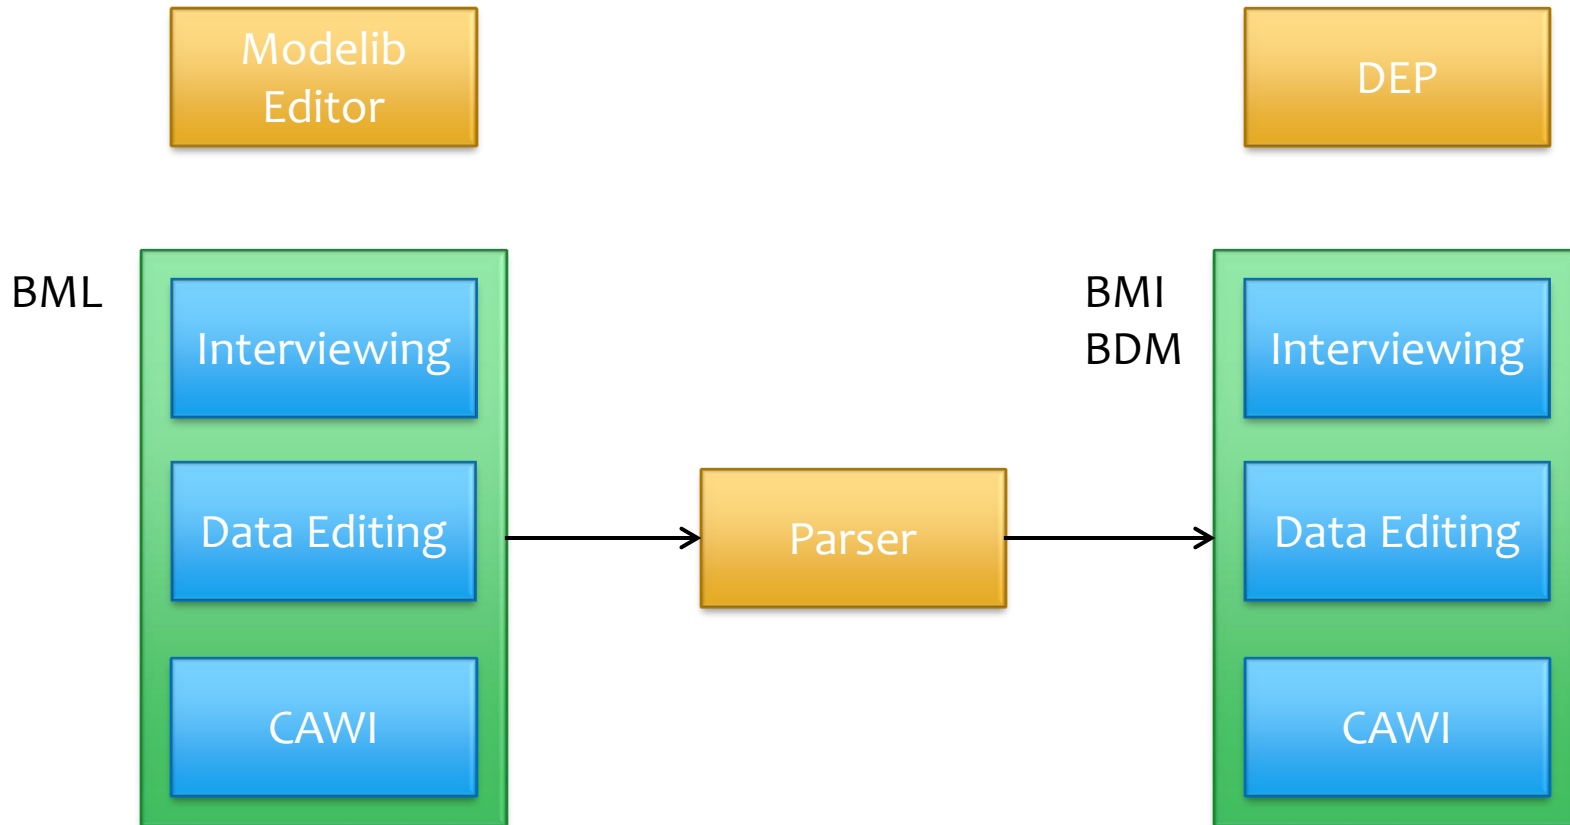 Modelib
Editor
DEP
BML
Interviewing
Data Editing
CAWI
Parser
BMI
BDM
Interviewing
Data Editing
CAWI